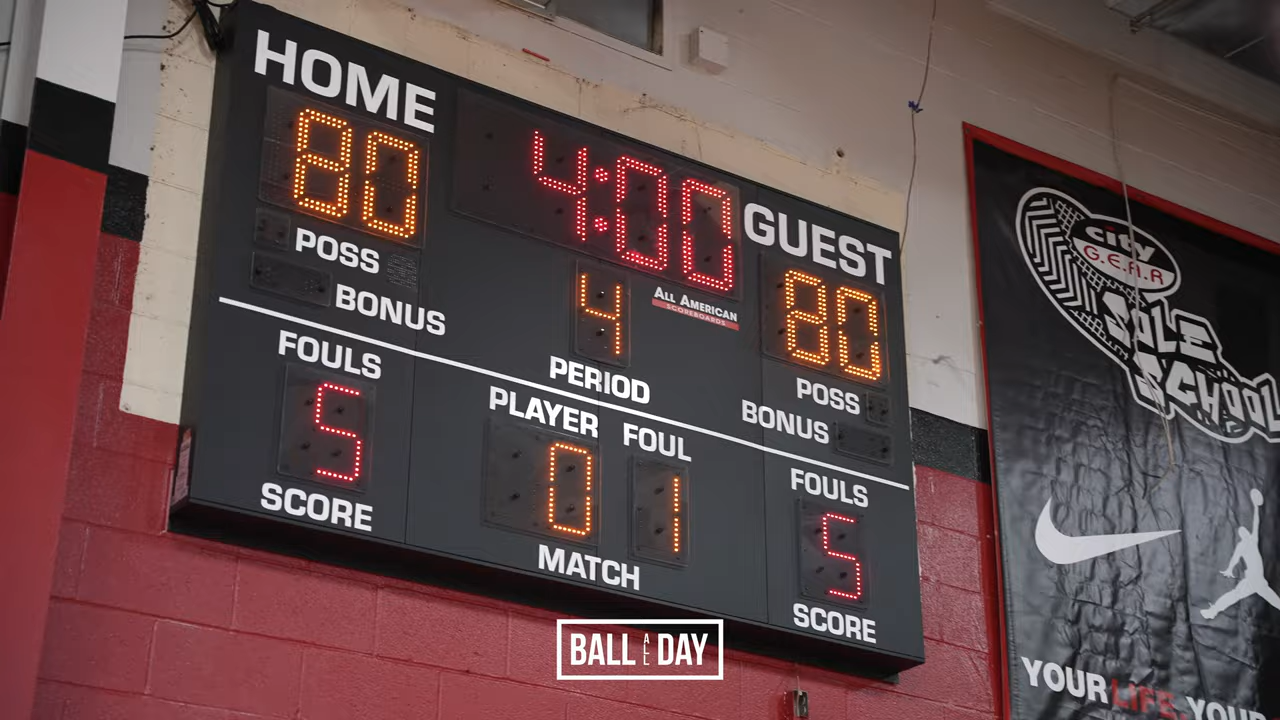 HOME
80
4:00
GUEST
80
POSS
BONUS
4
PERIOD
ALL AMERICAN
SCOREBOARDS
POSS
BONUS
FOULS
5
SCORE
PLAYER FOUL
0 1
MATCH
FOULS
5
SCORE
city
G.E.A.R
SOLE
SCHOOL
YOUR LIFE. YOUR
BALL ALL DAY